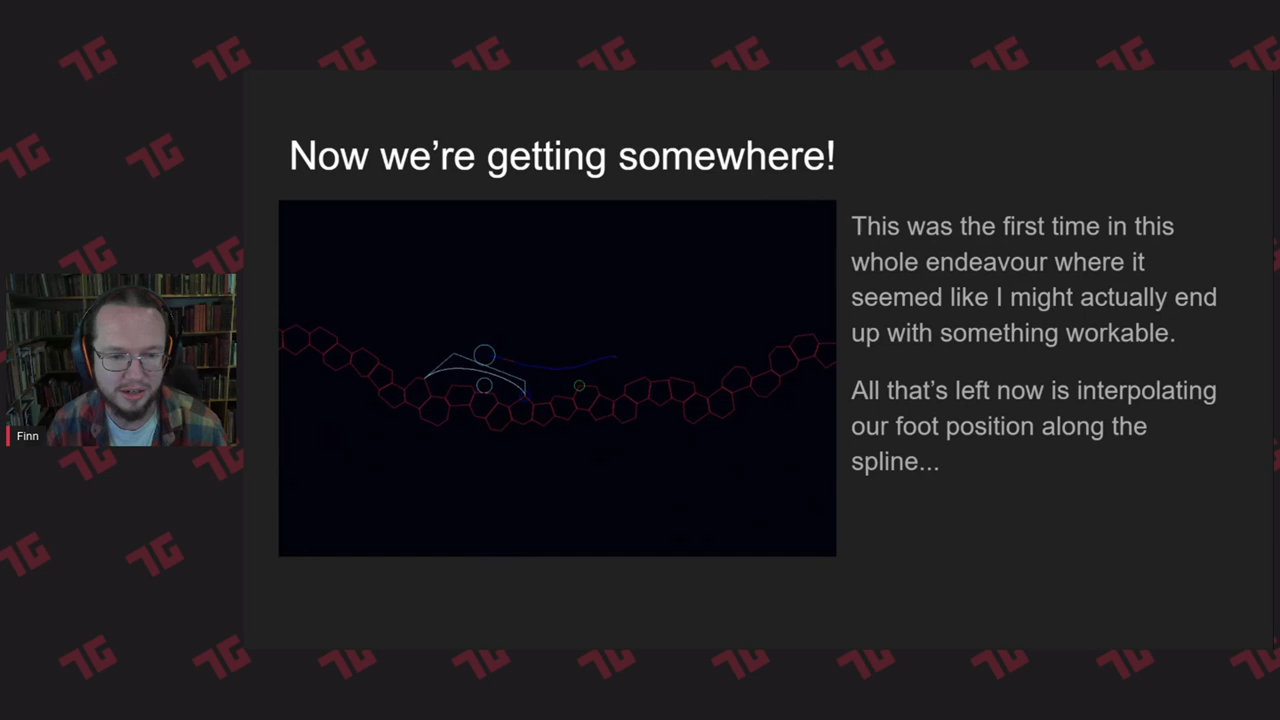 Now we're getting somewhere!
This was the first time in this
whole endeavour where it
seemed like I might actually end
up with something workable.
All that's left now is interpolating
our foot position along the
spline...
Finn